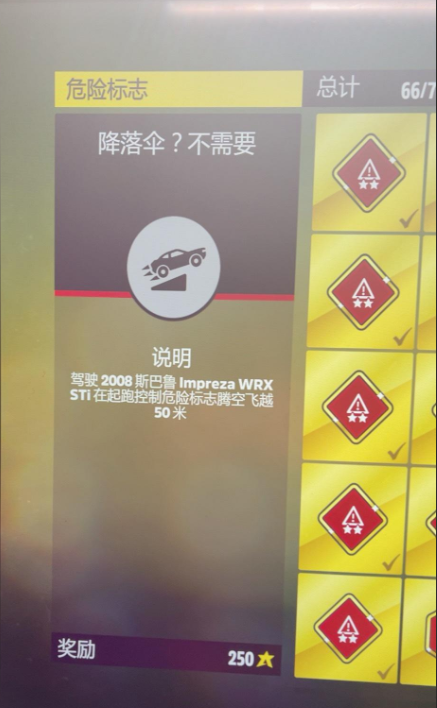 危险标志
总计 66/7
降落伞？不需要
说明
驾驶 2008 斯巴鲁 Impreza WRX
STi 在起跑控制危险标志腾空飞越
50 米
奖励 250